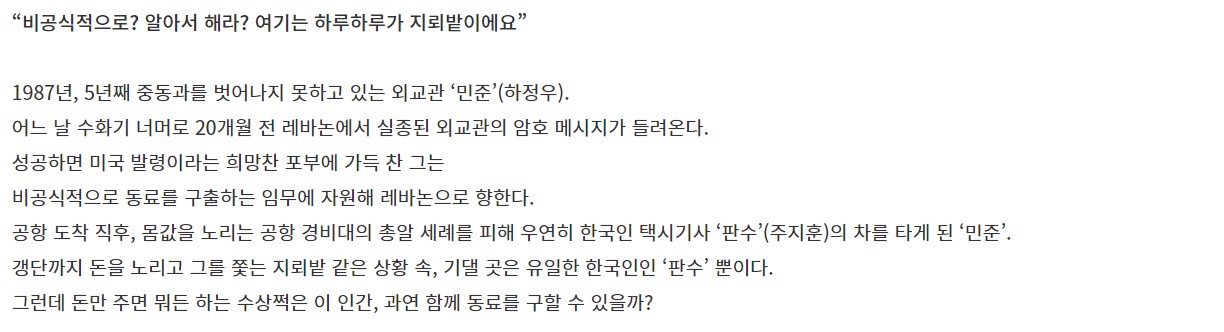 “비공식적으로? 알아서 해라? 여기는 하루하루가 지뢰밭이에요”
1987년, 5년째 중동과를 벗어나지 못하고 있는 외교관 ‘민준’(하정우).
어느 날 수화기 너머로 20개월 전 레바논에서 실종된 외교관의 암호 메시지가 들려온다.
성공하면 미국 발령이라는 희망찬 포부에 가득 찬 그는
비공식적으로 동료를 구출하는 임무에 자원해 레바논으로 향한다.
공항 도착 직후, 몸값을 노리는 공항 경비대의 총알 세례를 피해 우연히 한국인 택시기사 ‘판수’(주지훈)의 차를 타게 된 ‘민준’.
갱단까지 돈을 노리고 그를 쫓는 지뢰밭 같은 상황 속, 기댈 곳은 유일한 한국인인 ‘판수’ 뿐이다.
그런데 돈만 주면 뭐든 하는 수상쩍은 이 인간, 과연 함께 동료를 구할 수 있을까?